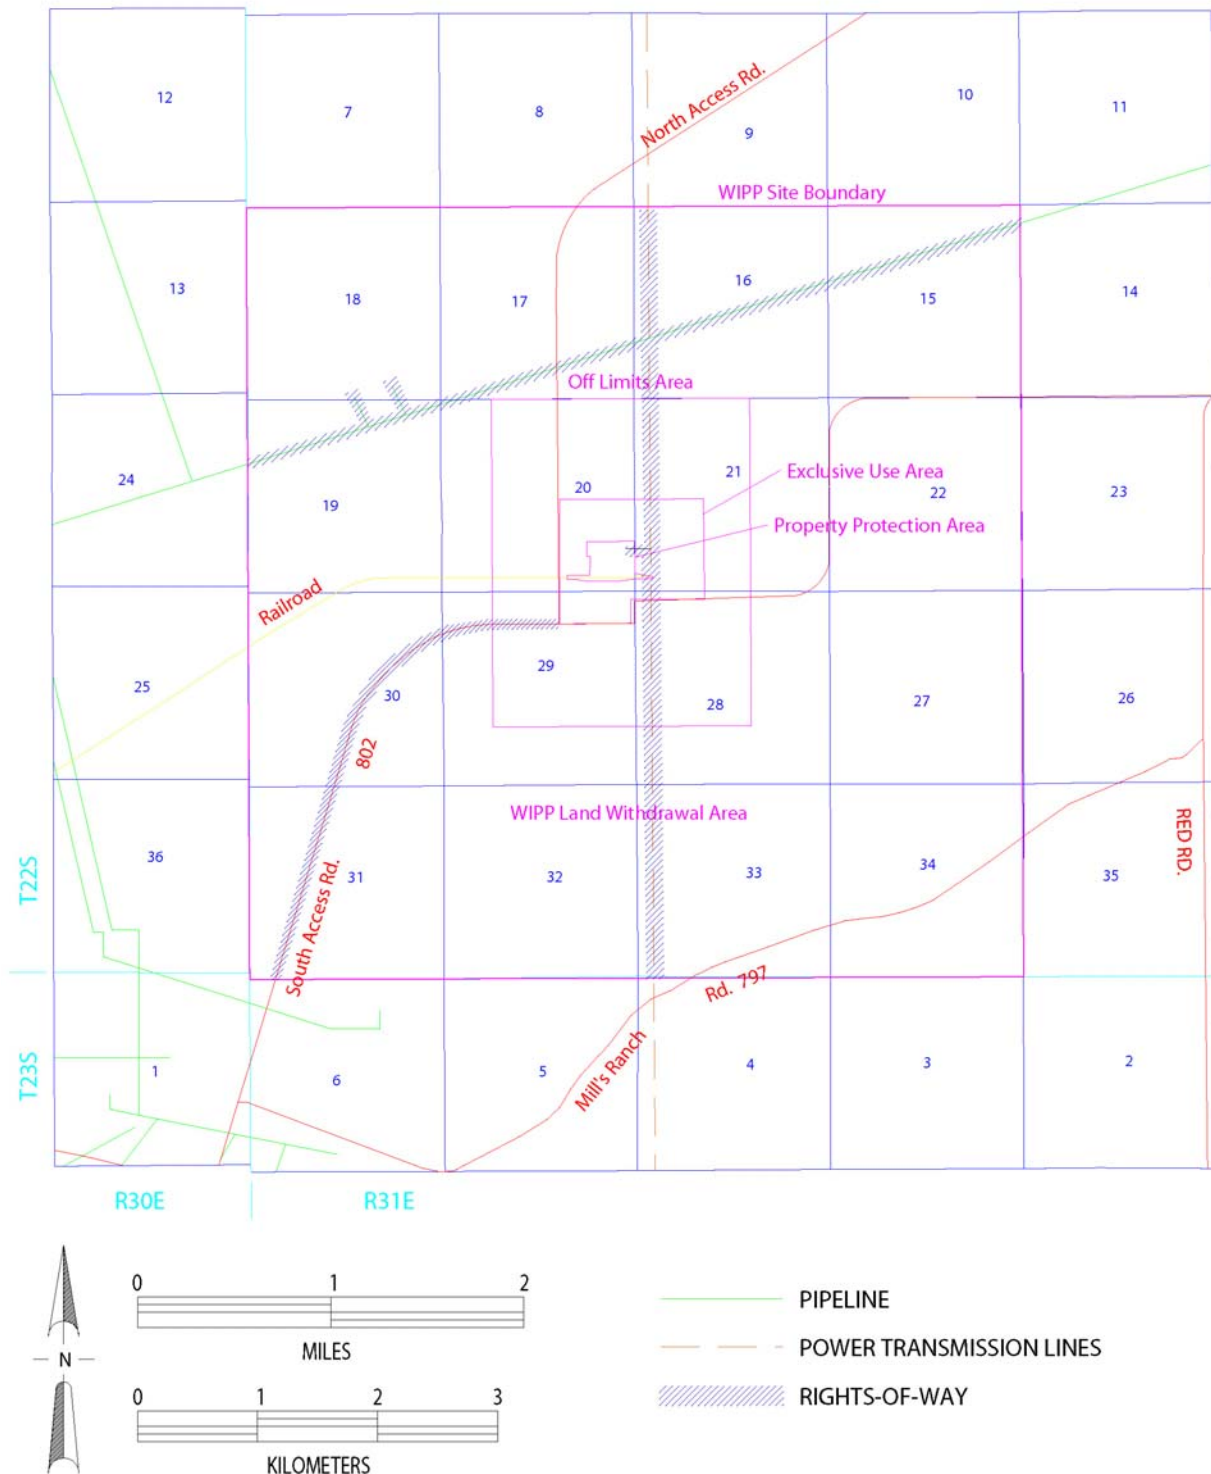 12
7
8
9
10
11
North Access Rd.
WIPP Site Boundary
13
18
17
16
15
14
Off Limits Area
24
19
20
21
22
23
Exclusive Use Area
Property Protection Area
Railroad
25
30
29
28
27
26
802
WIPP Land Withdrawal Area
RED RD.
T22S
36
31
32
33
34
35
South Access Rd.
Rd. 797
Mill's Ranch
T23S
1
6
5
4
3
2
R30E
R31E
0 1 2
MILES
N
0 1 2 3
KILOMETERS
PIPELINE
POWER TRANSMISSION LINES
RIGHTS-OF-WAY